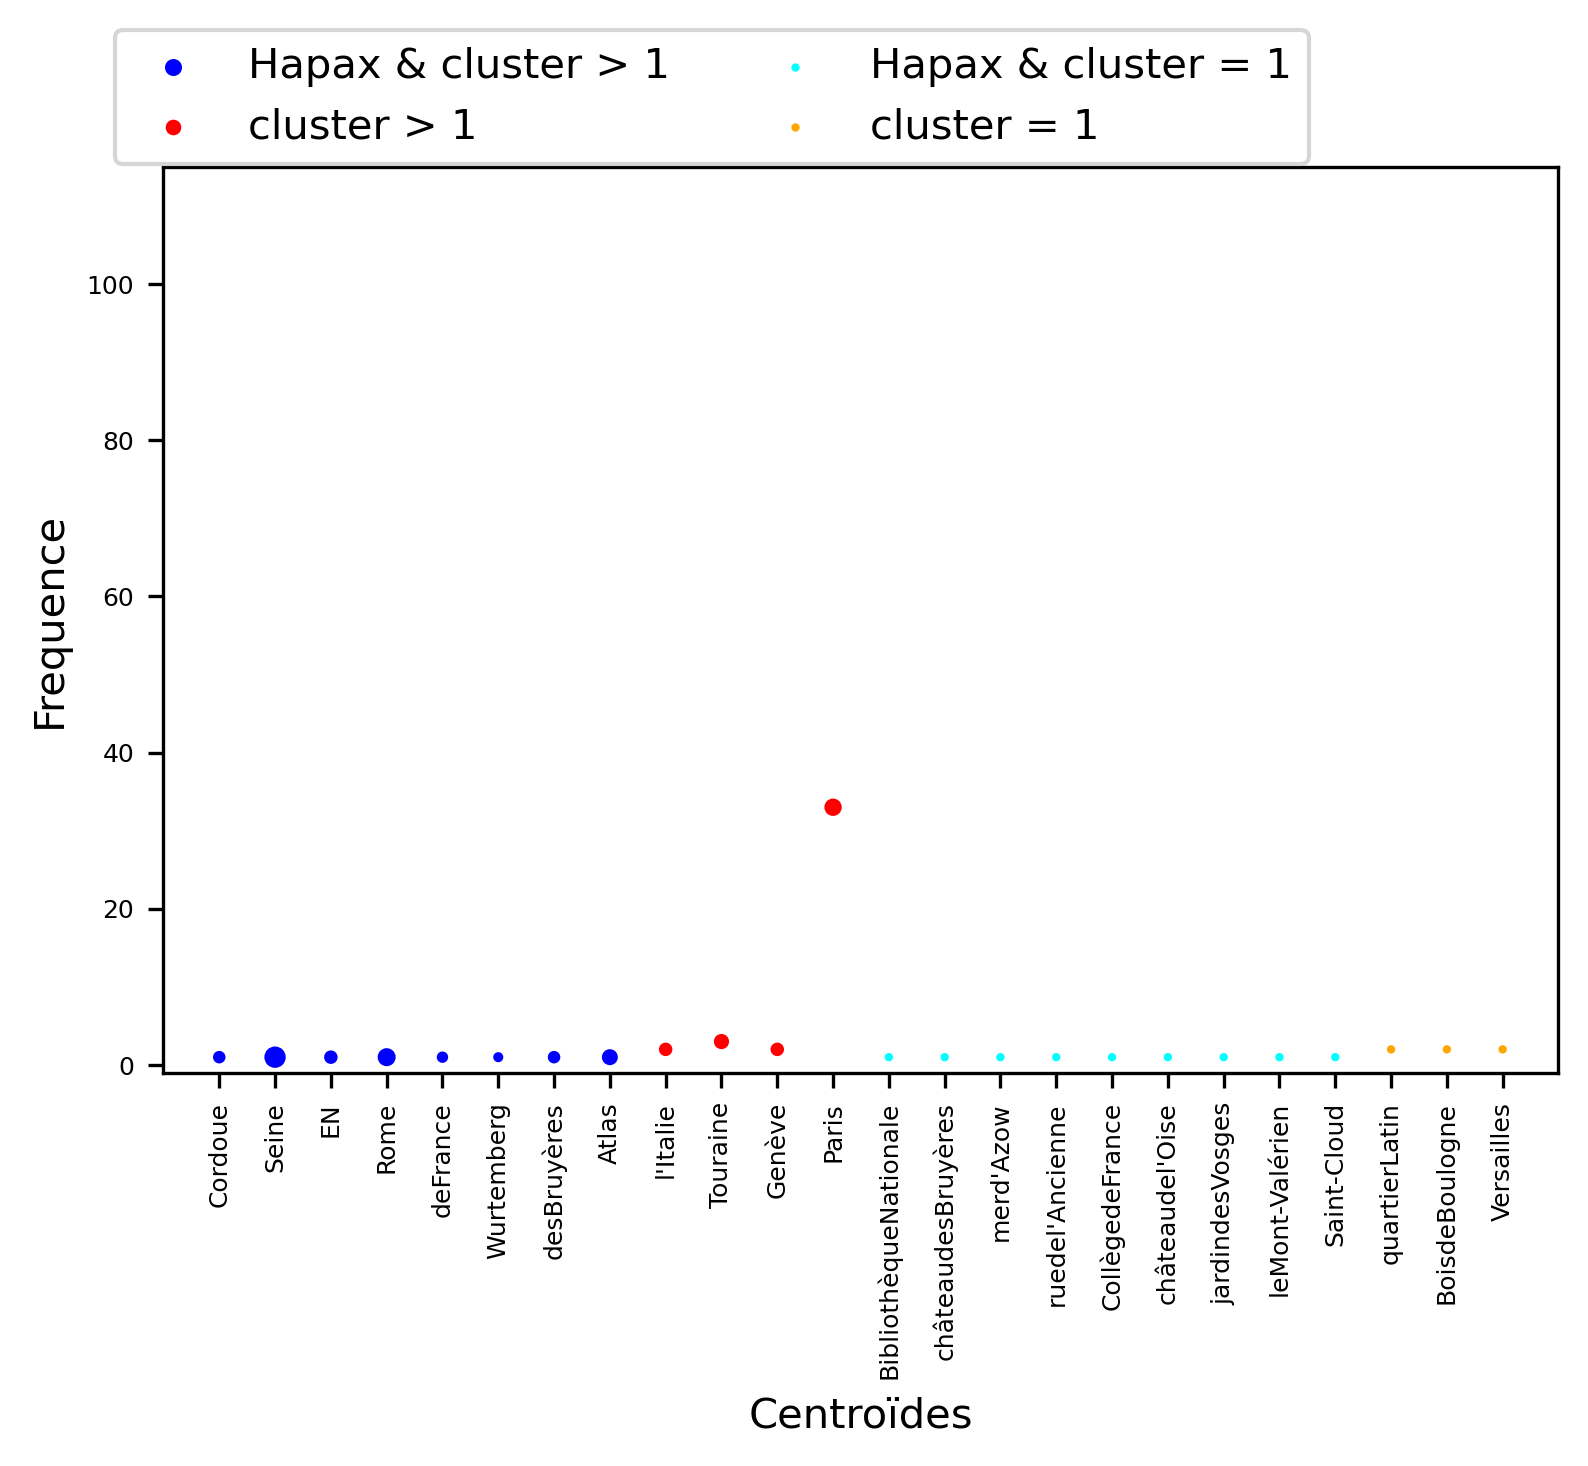 Hapax & cluster > 1
cluster > 1
Hapax & cluster = 1
cluster = 1
Frequence
100
80
60
40
20
0
Cordoue
Seine
EN
Rome
deFrance
Wurtemberg
desBruyères
Atlas
l'Italie
Touraine
Genève
Paris
BibliothèqueNationale
châteaudesBruyères
merd'Azow
ruedel'Ancienne
CollègedeFrance
châteaudel'Oise
jardindesVosges
leMont-Valérien
Saint-Cloud
quartierLatin
BoisdeBoulogne
Versailles
Centroïdes